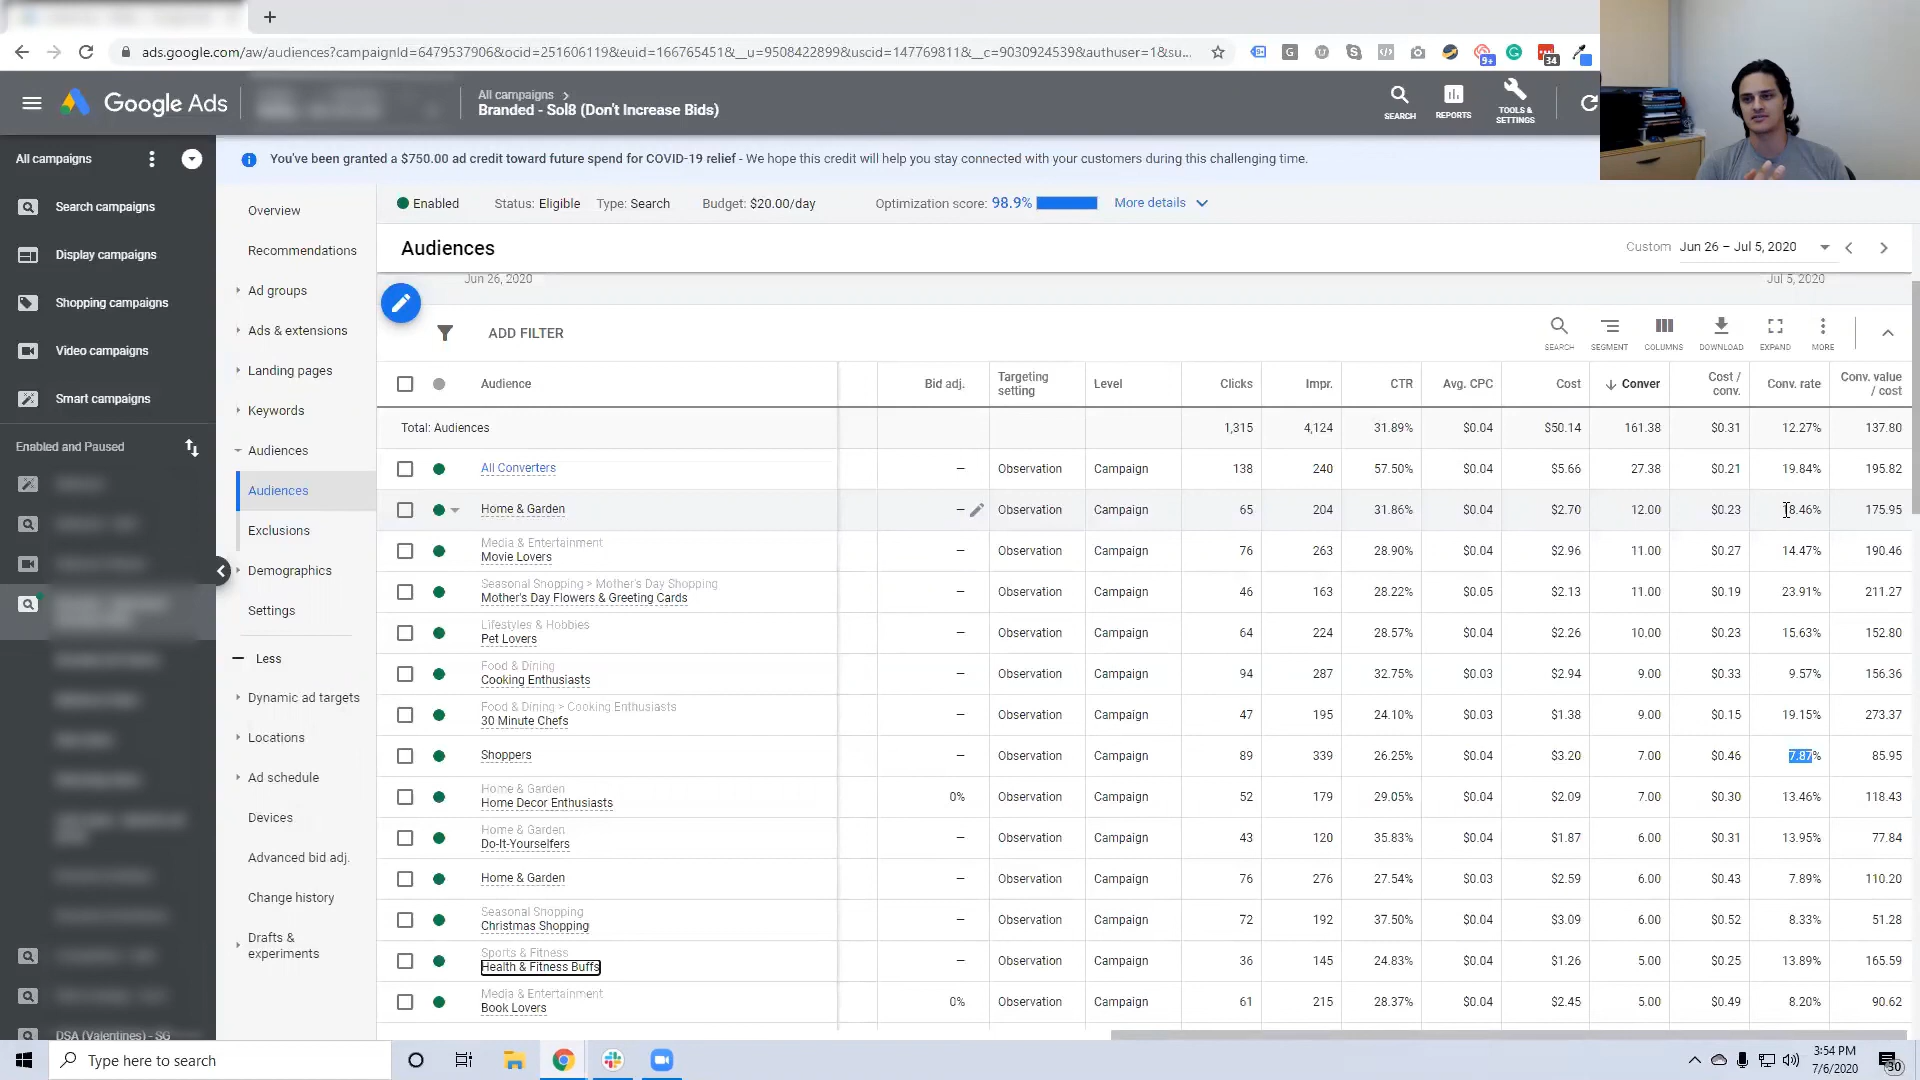 ads.google.com/aw/audiences?campaignId=6479537906&ocid=251606119&euid=166765451&__u=9508422899&uscid=147769811&__c=9030924539&authuser=1&su...
9+
34
Google Ads
All campaigns
Branded - Sol8 (Don't Increase Bids)
SEARCH
REPORTS
TOOLS & SETTINGS
All campaigns
Search campaigns
Display campaigns
Shopping campaigns
Video campaigns
Smart campaigns
Enabled and Paused
DSA (Valentines) - SG
You've been granted a $750.00 ad credit toward future spend for COVID-19 relief - We hope this credit will help you stay connected with your customers during this challenging time.
Overview
Recommendations
Ad groups
Ads & extensions
Landing pages
Keywords
Audiences
Audiences
Exclusions
Demographics
Settings
Less
Dynamic ad targets
Locations
Ad schedule
Devices
Advanced bid adj.
Change history
Drafts & experiments
Enabled Status: Eligible Type: Search Budget: $20.00/day Optimization score: 98.9% More details
Audiences Custom Jun 26 – Jul 5, 2020
Jun 26, 2020 Jul 5, 2020
ADD FILTER SEARCH SEGMENT COLUMNS DOWNLOAD EXPAND MORE
Audience Bid adj. Targeting setting Level Clicks Impr. CTR Avg. CPC Cost Conver Cost / conv. Conv. rate Conv. value / cost
Total: Audiences 1,315 4,124 31.89% $0.04 $50.14 161.38 $0.31 12.27% 137.80
All Converters — Observation Campaign 138 240 57.50% $0.04 $5.66 27.38 $0.21 19.84% 195.82
Home & Garden — Observation Campaign 65 204 31.86% $0.04 $2.70 12.00 $0.23 8.46% 175.95
Media & Entertainment
Movie Lovers — Observation Campaign 76 263 28.90% $0.04 $2.96 11.00 $0.27 14.47% 190.46
Seasonal Shopping > Mother's Day Shopping
Mother's Day Flowers & Greeting Cards — Observation Campaign 46 163 28.22% $0.05 $2.13 11.00 $0.19 23.91% 211.27
Lifestyles & Hobbies
Pet Lovers — Observation Campaign 64 224 28.57% $0.04 $2.26 10.00 $0.23 15.63% 152.80
Food & Dining
Cooking Enthusiasts — Observation Campaign 94 287 32.75% $0.03 $2.94 9.00 $0.33 9.57% 156.36
Food & Dining > Cooking Enthusiasts
30 Minute Chefs — Observation Campaign 47 195 24.10% $0.03 $1.38 9.00 $0.15 19.15% 273.37
Shoppers — Observation Campaign 89 339 26.25% $0.04 $3.20 7.00 $0.46 7.87% 85.95
Home & Garden
Home Decor Enthusiasts 0% Observation Campaign 52 179 29.05% $0.04 $2.09 7.00 $0.30 13.46% 118.43
Home & Garden
Do-It-Yourselfers — Observation Campaign 43 120 35.83% $0.04 $1.87 6.00 $0.31 13.95% 77.84
Home & Garden — Observation Campaign 76 276 27.54% $0.03 $2.59 6.00 $0.43 7.89% 110.20
Seasonal Shopping
Christmas Shopping — Observation Campaign 72 192 37.50% $0.04 $3.09 6.00 $0.52 8.33% 51.28
Sports & Fitness
Health & Fitness Buffs — Observation Campaign 36 145 24.83% $0.04 $1.26 5.00 $0.25 13.89% 165.59
Media & Entertainment
Book Lovers 0% Observation Campaign 61 215 28.37% $0.04 $2.45 5.00 $0.49 8.20% 90.62
Type here to search
3:54 PM
7/6/2020
30